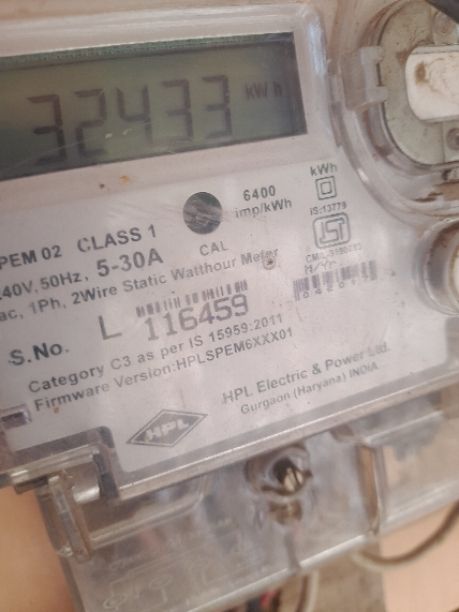 32433 kWh
6400
imp/kWh
kWh
IS:13779
PEM 02 CLASS 1
CAL
240V, 50Hz, 5-30A
ac, 1Ph, 2Wire Static Watthour Meter
M/Yr
S.No. L 116459
Category C3 as per IS 15959:2011
Firmware Version:HPLSPEM6XXX01
HPL
HPL Electric & Power Ltd.
Gurgaon (Haryana) INDIA